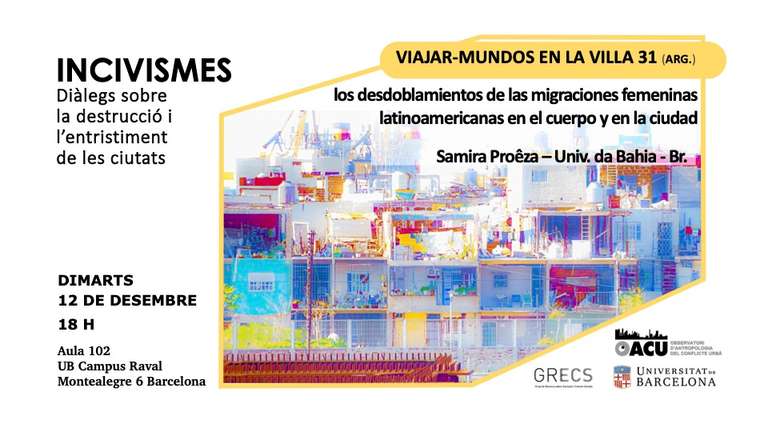 INCIVISMES
Diàlegs sobre
la destrucció i
l'entristiment
de les ciutats
VIAJAR-MUNDOS EN LA VILLA 31 (ARG.)
los desdoblamientos de las migraciones femeninas
latinoamericanas en el cuerpo y en la ciudad
Samira Proêza – Univ. da Bahia - Br.
DIMARTS
12 DE DESEMBRE
18 H
Aula 102
UB Campus Raval
Montealegre 6 Barcelona
OACU
OBSERVATORI
D'ANTROPOLOGIA
DEL CONFLICTE URBÀ
GRECS
UNIVERSITAT DE
BARCELONA